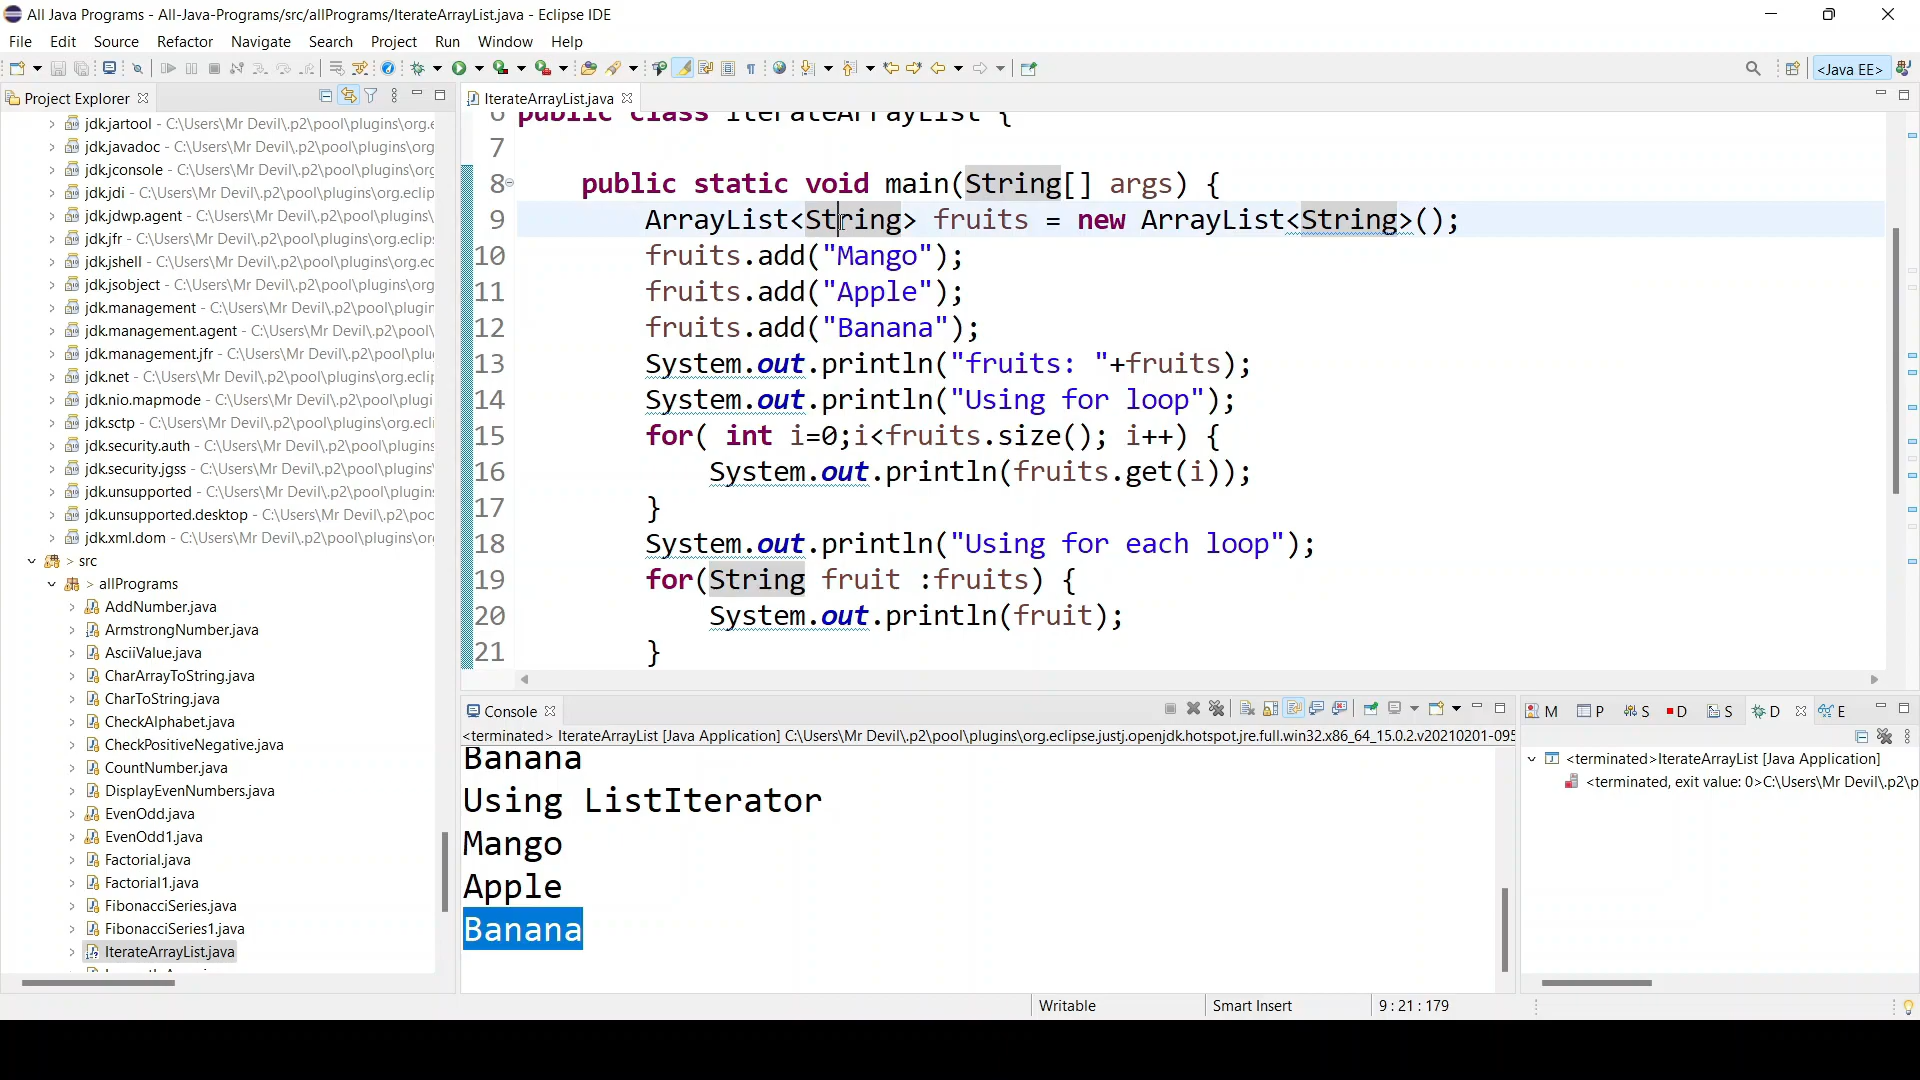 All Java Programs - All-Java-Programs/src/allPrograms/IterateArrayList.java - Eclipse IDE
File Edit Source Refactor Navigate Search Project Run Window Help
<Java EE>
Project Explorer
jdk.jartool - C:\Users\Mr Devil\.p2\pool\plugins\org.e
jdk.javadoc - C:\Users\Mr Devil\.p2\pool\plugins\org
jdk.jconsole - C:\Users\Mr Devil\.p2\pool\plugins\org
jdk.jdi - C:\Users\Mr Devil\.p2\pool\plugins\org.eclip
jdk.jdwp.agent - C:\Users\Mr Devil\.p2\pool\plugins\
jdk.jfr - C:\Users\Mr Devil\.p2\pool\plugins\org.eclip
jdk.jshell - C:\Users\Mr Devil\.p2\pool\plugins\org.ec
jdk.jsobject - C:\Users\Mr Devil\.p2\pool\plugins\org
jdk.management - C:\Users\Mr Devil\.p2\pool\plugins
jdk.management.agent - C:\Users\Mr Devil\.p2\pool\
jdk.management.jfr - C:\Users\Mr Devil\.p2\pool\plu
jdk.net - C:\Users\Mr Devil\.p2\pool\plugins\org.eclip
jdk.nio.mapmode - C:\Users\Mr Devil\.p2\pool\plugi
jdk.sctp - C:\Users\Mr Devil\.p2\pool\plugins\org.ecl
jdk.security.auth - C:\Users\Mr Devil\.p2\pool\plugin
jdk.security.jgss - C:\Users\Mr Devil\.p2\pool\plugins
jdk.unsupported - C:\Users\Mr Devil\.p2\pool\plugin
jdk.unsupported.desktop - C:\Users\Mr Devil\.p2\poc
jdk.xml.dom - C:\Users\Mr Devil\.p2\pool\plugins\or
> src
> allPrograms
AddNumber.java
ArmstrongNumber.java
AsciiValue.java
CharArrayToString.java
CharToString.java
CheckAlphabet.java
CheckPositiveNegative.java
CountNumber.java
DisplayEvenNumbers.java
EvenOdd.java
EvenOdd1.java
Factorial.java
Factorial1.java
FibonacciSeries.java
FibonacciSeries1.java
IterateArrayList.java
IterateArrayList.java
6 public class IterateArrayList {
7
8 public static void main(String[] args) {
9 ArrayList<String> fruits = new ArrayList<String>();
10 fruits.add("Mango");
11 fruits.add("Apple");
12 fruits.add("Banana");
13 System.out.println("fruits: "+fruits);
14 System.out.println("Using for loop");
15 for( int i=0;i<fruits.size(); i++) {
16 System.out.println(fruits.get(i));
17 }
18 System.out.println("Using for each loop");
19 for(String fruit :fruits) {
20 System.out.println(fruit);
21 }
Console
<terminated> IterateArrayList [Java Application] C:\Users\Mr Devil\.p2\pool\plugins\org.eclipse.justj.openjdk.hotspot.jre.full.win32.x86_64_15.0.2.v20210201-095
Banana
Using ListIterator
Mango
Apple
Banana
M P S D S D E
<terminated>IterateArrayList [Java Application]
<terminated, exit value: 0>C:\Users\Mr Devil\.p2\p
Writable Smart Insert 9 : 21 : 179